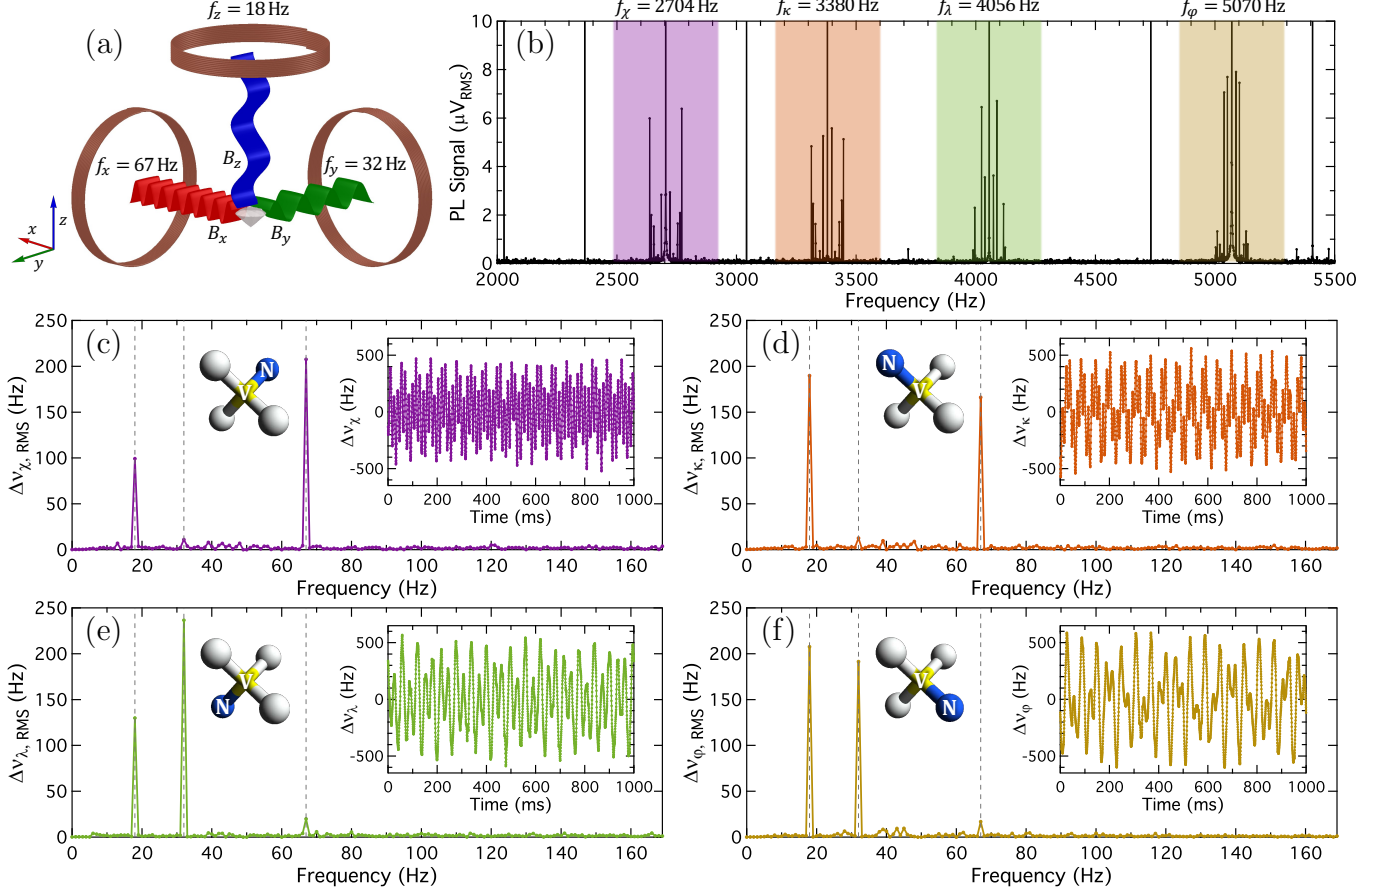 (a)
f_z = 18 Hz
f_x = 67 Hz
f_y = 32 Hz
B_z
B_x
B_y
x
y
z
(b)
f_χ = 2704 Hz
f_κ = 3380 Hz
f_λ = 4056 Hz
f_φ = 5070 Hz
PL Signal (μV_RMS)
10
8
6
4
2
0
2000 2500 3000 3500 4000 4500 5000 5500
Frequency (Hz)
(c)
Δν_χ, RMS (Hz)
250
200
150
100
50
0
0 20 40 60 80 100 120 140 160
Frequency (Hz)
N
V
Δν_χ (Hz)
500
0
-500
0 200 400 600 800 1000
Time (ms)
(d)
Δν_κ, RMS (Hz)
250
200
150
100
50
0
0 20 40 60 80 100 120 140 160
Frequency (Hz)
N
V
Δν_κ (Hz)
500
0
-500
0 200 400 600 800 1000
Time (ms)
(e)
Δν_λ, RMS (Hz)
250
200
150
100
50
0
0 20 40 60 80 100 120 140 160
Frequency (Hz)
V
N
Δν_λ (Hz)
500
0
-500
0 200 400 600 800 1000
Time (ms)
(f)
Δν_φ, RMS (Hz)
250
200
150
100
50
0
0 20 40 60 80 100 120 140 160
Frequency (Hz)
V
N
Δν_φ (Hz)
500
0
-500
0 200 400 600 800 1000
Time (ms)